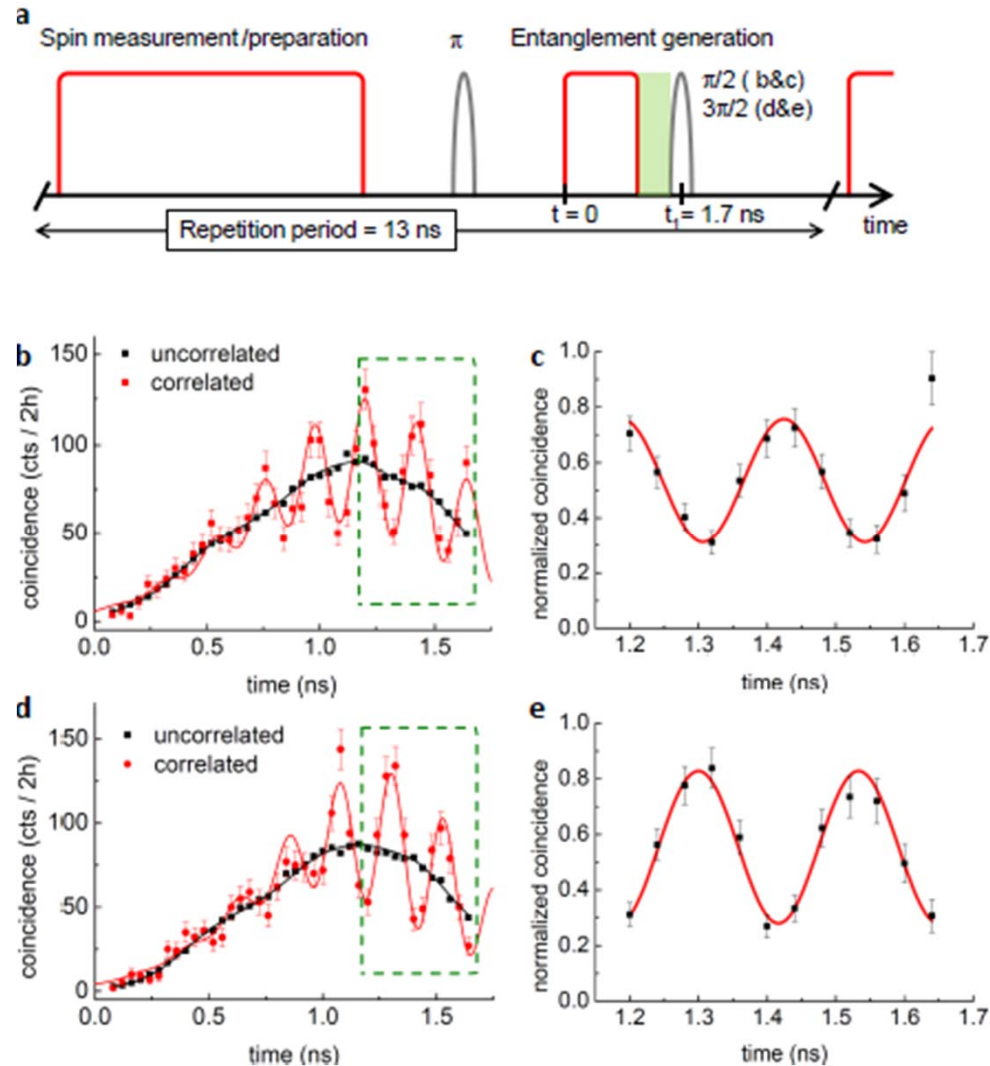 a
Spin measurement/preparation
π
Entanglement generation
π/2 ( b&c)
3π/2 (d&e)
t = 0
t₁= 1.7 ns
time
Repetition period = 13 ns
b
uncorrelated
correlated
coincidence (cts / 2h)
150
100
50
0
0.0 0.5 1.0 1.5
time (ns)
c
normalized coincidence
1.0
0.8
0.6
0.4
0.2
0.0
1.2 1.3 1.4 1.5 1.6 1.7
time (ns)
d
uncorrelated
correlated
coincidence (cts / 2h)
150
100
50
0
0.0 0.5 1.0 1.5
time (ns)
e
normalized coincidence
1.0
0.8
0.6
0.4
0.2
0.0
1.2 1.3 1.4 1.5 1.6 1.7
time (ns)